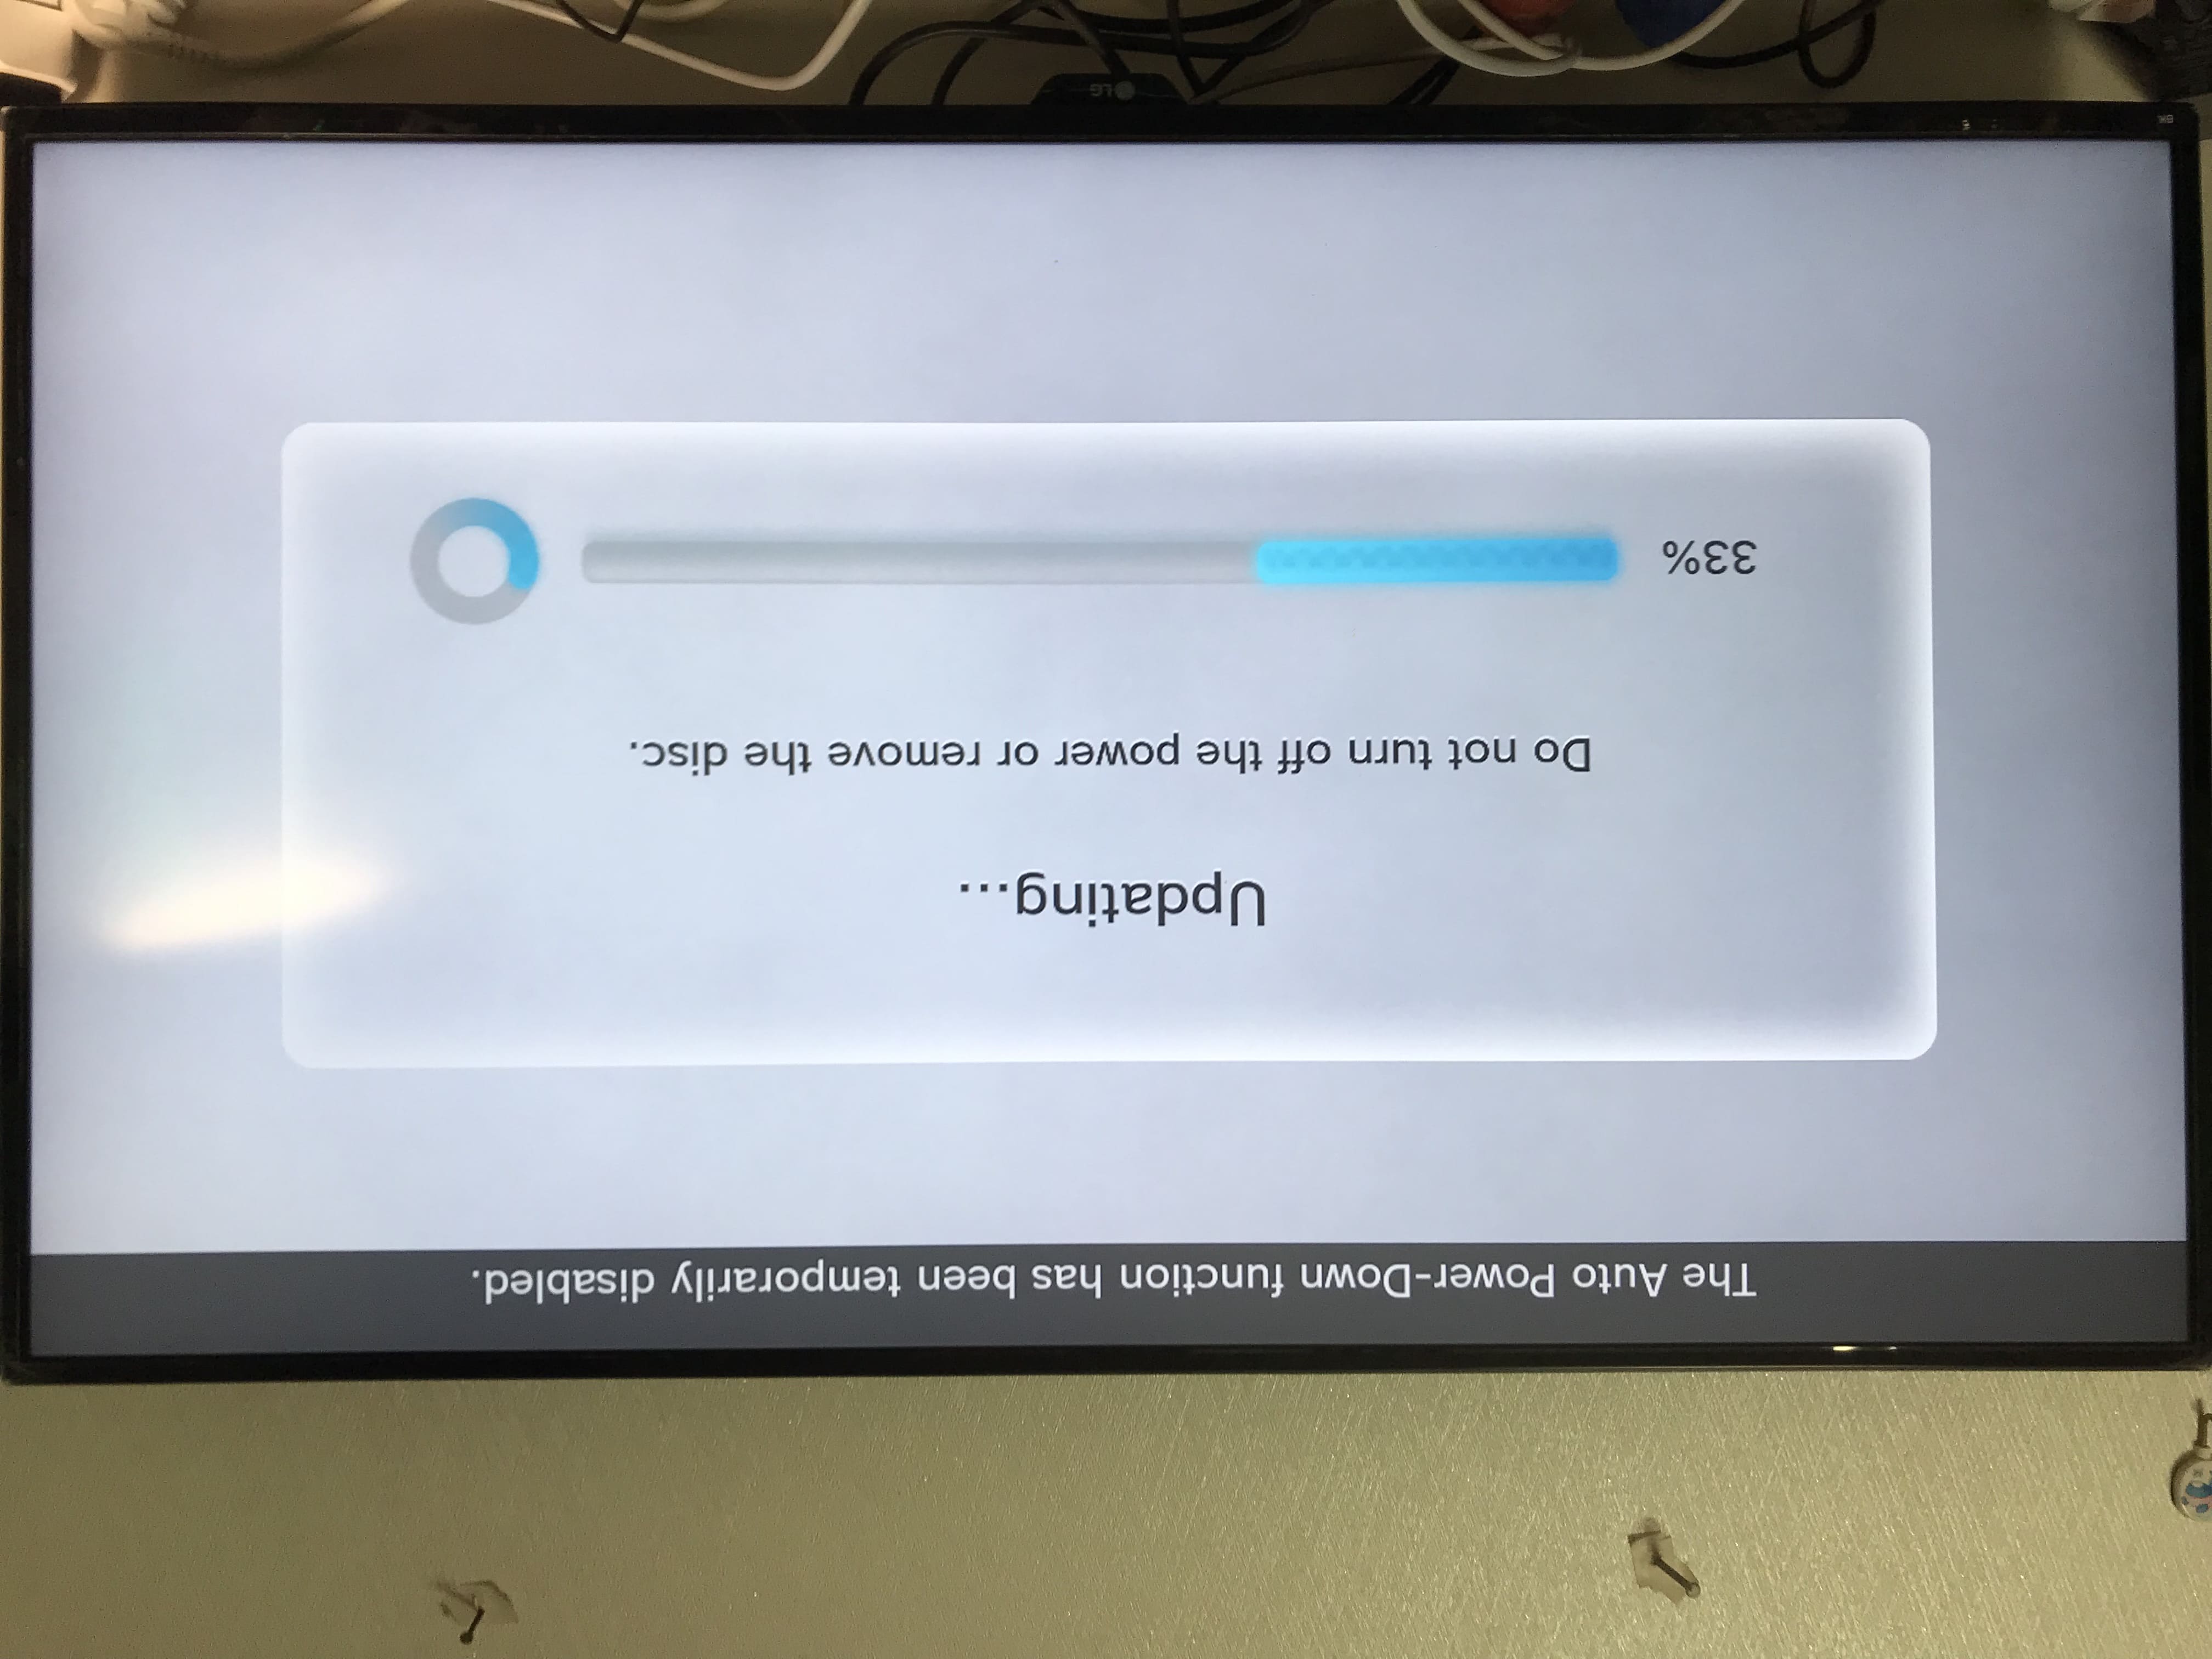 The Auto Power-Down function has been temporarily disabled.
Updating...
Do not turn off the power or remove the disc.
33%
BK
LG